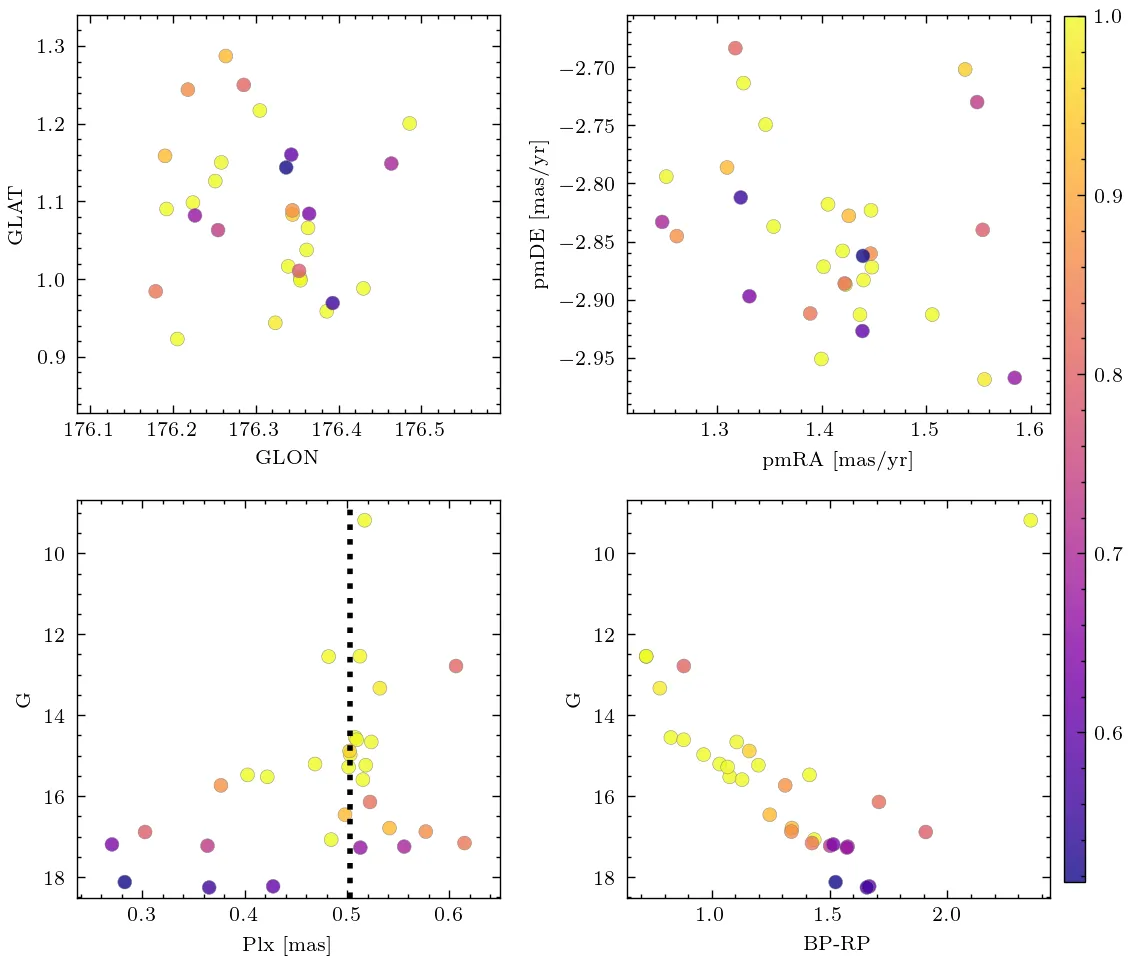 1.3
1.2
1.1
1.0
0.9
GLAT
176.1 176.2 176.3 176.4 176.5
GLON
−2.70
−2.75
−2.80
−2.85
−2.90
−2.95
pmDE [mas/yr]
1.3 1.4 1.5 1.6
pmRA [mas/yr]
10
12
14
16
18
G
0.3 0.4 0.5 0.6
Plx [mas]
10
12
14
16
18
G
1.0 1.5 2.0
BP-RP
1.0
0.9
0.8
0.7
0.6